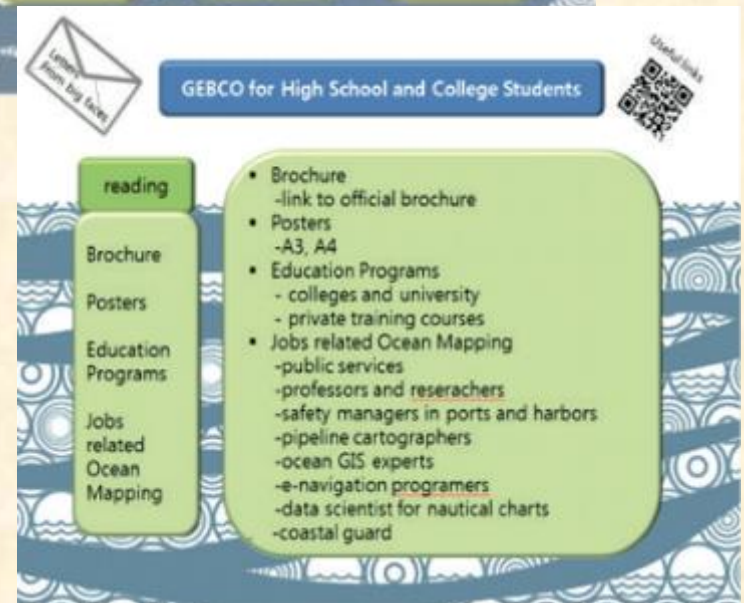 Letters
from big faces
GEBCO for High School and College Students
Useful links
reading
Brochure
Posters
Education
Programs
Jobs
related
Ocean
Mapping
• Brochure
-link to official brochure
• Posters
-A3, A4
• Education Programs
- colleges and university
- private training courses
• Jobs related Ocean Mapping
-public services
-professors and reserachers
-safety managers in ports and harbors
-pipeline cartographers
-ocean GIS experts
-e-navigation programers
-data scientist for nautical charts
-coastal guard